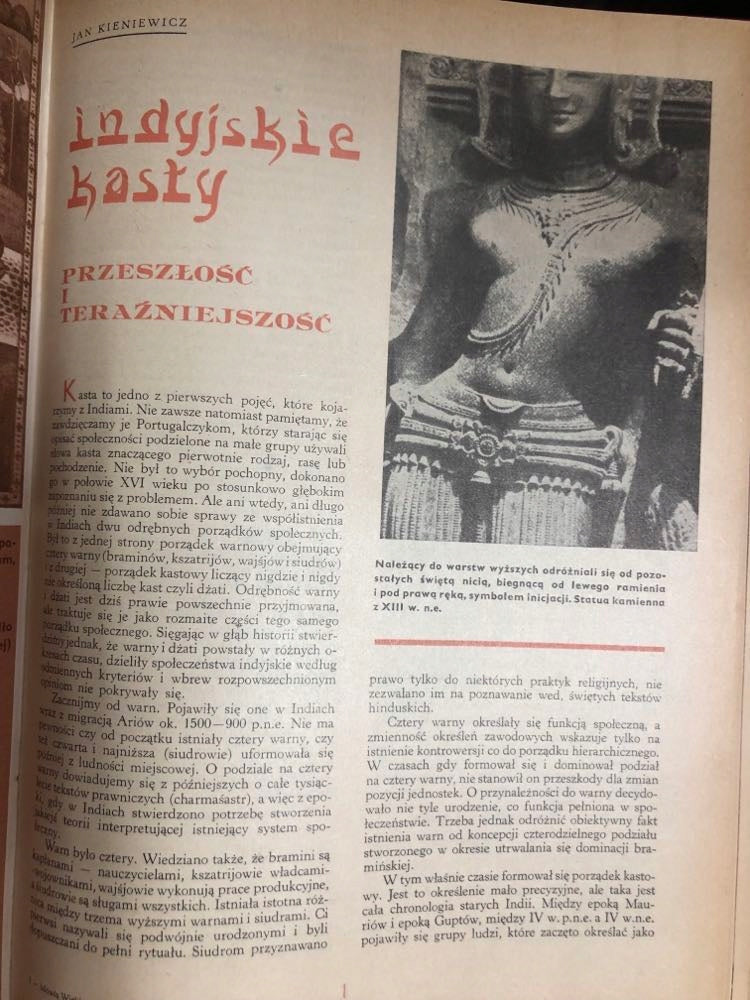 JAN KIENIEWICZ
indyjskie
kasty
PRZESZŁOŚĆ
I
TERAŹNIEJSZOŚĆ
Kasta to jedno z pierwszych pojęć, które koja-
rzymy z Indiami. Nie zawsze natomiast pamiętamy, że
zawdzięczamy je Portugalczykom, którzy starając się
opisać społeczności podzielone na małe grupy używali
słowa kasta znaczącego pierwotnie rodzaj, rasę lub
pochodzenie. Nie był to wybór pochopny, dokonano
go w połowie XVI wieku po stosunkowo głębokim
zapoznaniu się z problemem. Ale ani wtedy, ani długo
później nie zdawano sobie sprawy ze współistnienia
w Indiach dwu odrębnych porządków społecznych.
Był to z jednej strony porządek warnowy obejmujący
cztery warny (braminów, kszatrijów, wajśjów i siudrów)
i z drugiej — porządek kastowy liczący nigdzie i nigdy
nie określoną liczbę kast czyli dżati. Odrębność warny
i dżati jest dziś prawie powszechnie przyjmowana,
ale traktuje się je jako rozmaite części tego samego
porządku społecznego. Sięgając w głąb historii stwier-
dzimy jednak, że warny i dżati powstały w różnych o-
kresach czasu, dzieliły społeczeństwa indyjskie według
odmiennych kryteriów i wbrew rozpowszechnionym
opiniom nie pokrywały się.
Zacznijmy od warn. Pojawiły się one w Indiach
wraz z migracją Ariów ok. 1500—900 p.n.e. Nie ma
pewności czy od początku istniały cztery warny, czy
też czwarta i najniższa (siudrowie) uformowała się
później z ludności miejscowej. O podziale na cztery
warny dowiadujemy się z późniejszych o całe tysiąc-
lecie tekstów prawniczych (charmaśastr), a więc z epo-
ki, gdy w Indiach stwierdzono potrzebę stworzenia
jakiejś teorii interpretującej istniejący system spo-
łeczny.
Warn było cztery. Wiedziano także, że bramini są
kapłanami — nauczycielami, kszatrijowie władcami-
-wojownikami, wajśjowie wykonują prace produkcyjne,
a siudrowie są sługami wszystkich. Istniała istotna róż-
nica między trzema wyższymi warnami i siudrami. Ci
pierwsi nazywali się podwójnie urodzonymi i byli
dopuszczani do pełni rytuału. Siudrom przyznawano
Należący do warstw wyższych odróżniali się od pozo-
stałych świętą nicią, biegnącą od lewego ramienia
i pod prawą ręką, symbolem inicjacji. Statua kamienna
z XIII w. n.e.
prawo tylko do niektórych praktyk religijnych, nie
zezwalano im na poznawanie wed, świętych tekstów
hinduskich.
Cztery warny określały się funkcją społeczną, a
zmienność określeń zawodowych wskazuje tylko na
istnienie kontrowersji co do porządku hierarchicznego.
W czasach gdy formował się i dominował podział
na cztery warny, nie stanowił on przeszkody dla zmian
pozycji jednostek. O przynależności do warny decydo-
wało nie tyle urodzenie, co funkcja pełniona w spo-
łeczeństwie. Trzeba jednak odróżnić obiektywny fakt
istnienia warn od koncepcji czterodzielnego podziału
stworzonego w okresie utrwalania się dominacji bra-
mińskiej.
W tym właśnie czasie formował się porządek kasto-
wy. Jest to określenie mało precyzyjne, ale taka jest
cała chronologia starych Indii. Między epoką Mau-
riów i epoką Guptów, między IV w. p.n.e. a IV w n.e.
pojawiły się grupy ludzi, które zaczęto określać jako
1